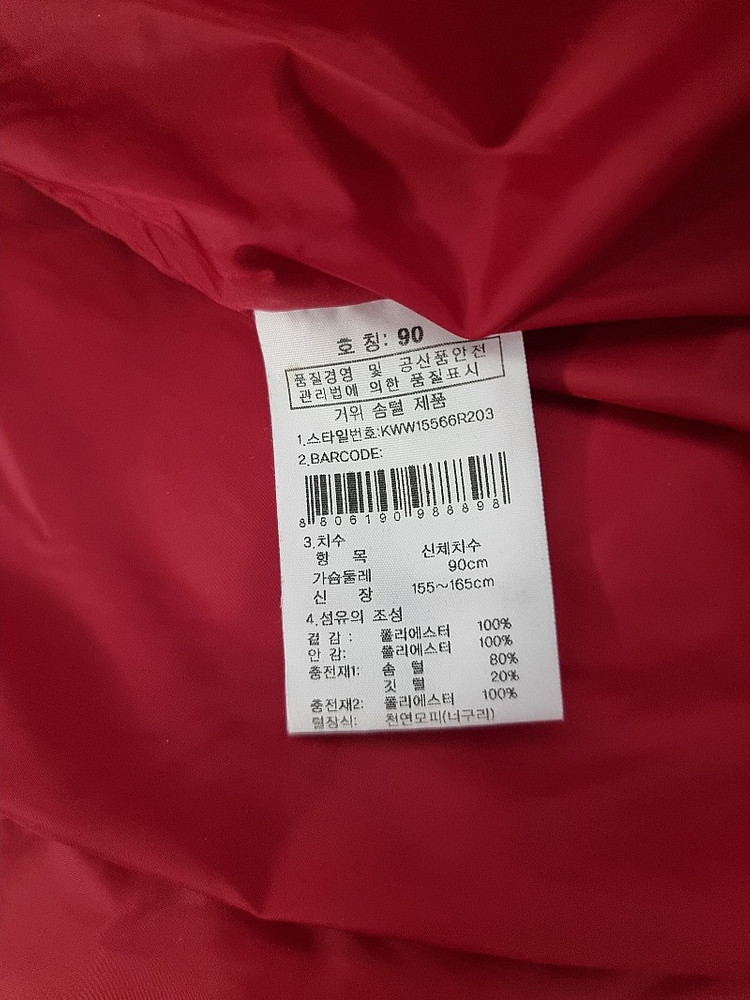 호 칭: 90
품질경영 및 공산품안전
관리법에 의한 품질표시
거위 솜털 제품
1.스타일번호:KWW15566R203
2.BARCODE:
8 806190 988898
3.치수
항 목 신체치수
가슴둘레 90cm
신 장 155~165cm
4.섬유의 조성
겉 감: 폴리에스터 100%
안 감: 폴리에스터 100%
충전재1: 솜 털 80%
깃 털 20%
충전재2: 폴리에스터 100%
털장식: 천연모피(너구리)